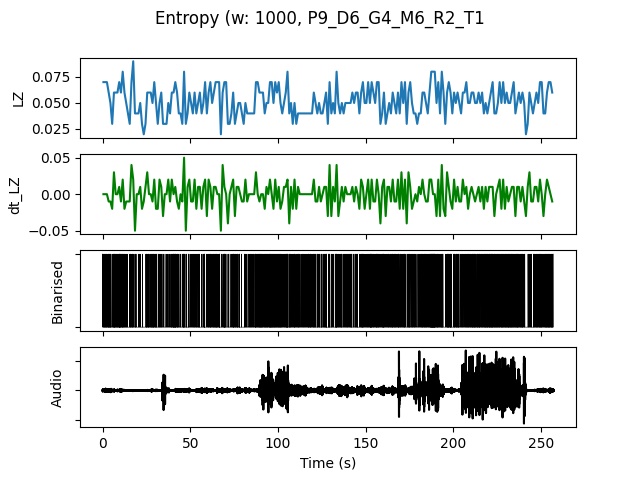 Entropy (w: 1000, P9_D6_G4_M6_R2_T1
LZ
0.075
0.050
0.025
dt_LZ
0.05
0.00
−0.05
Binarised
Audio
0
50
100
150
200
250
Time (s)